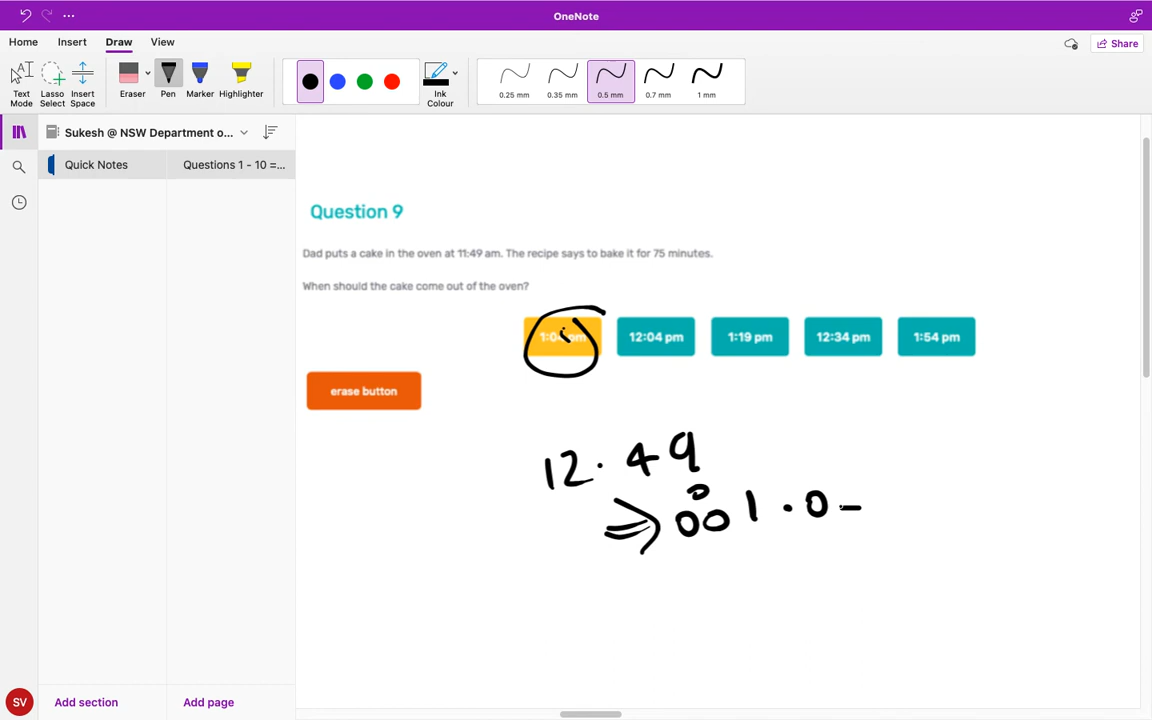 OneNote
Home Insert Draw View
Share
Text Mode
Lasso Select
Insert Space
Eraser
Pen
Marker
Highlighter
Ink Colour
0.25 mm
0.35 mm
0.5 mm
0.7 mm
1 mm
Sukesh @ NSW Department o...
Quick Notes
Questions 1 - 10 =...
Question 9
Dad puts a cake in the oven at 11:49 am. The recipe says to bake it for 75 minutes.
When should the cake come out of the oven?
12:04 pm 1:19 pm 12:34 pm 1:54 pm
erase button
12.49
SV
Add section
Add page